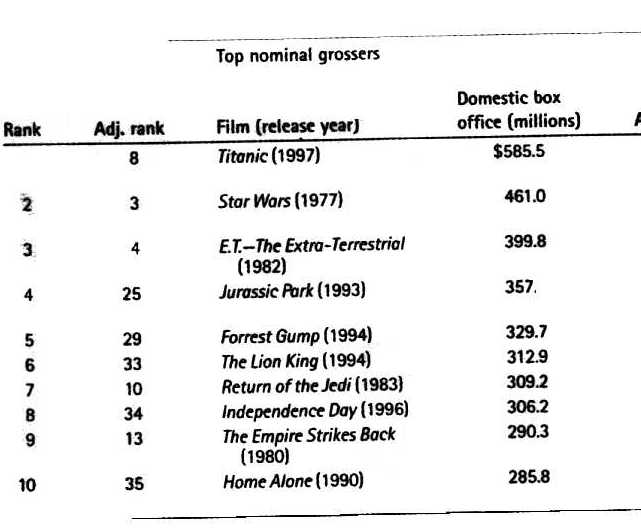 Top nominal grossers
Domestic box
Rank Adj. rank Film (release year) office (millions)
8 Titanic (1997) $585.5
2 3 Star Wars (1977) 461.0
3 4 E.T.—The Extra-Terrestrial 399.8
(1982)
4 25 Jurassic Park (1993) 357.
5 29 Forrest Gump (1994) 329.7
6 33 The Lion King (1994) 312.9
7 10 Return of the Jedi (1983) 309.2
8 34 Independence Day (1996) 306.2
9 13 The Empire Strikes Back 290.3
(1980)
10 35 Home Alone (1990) 285.8